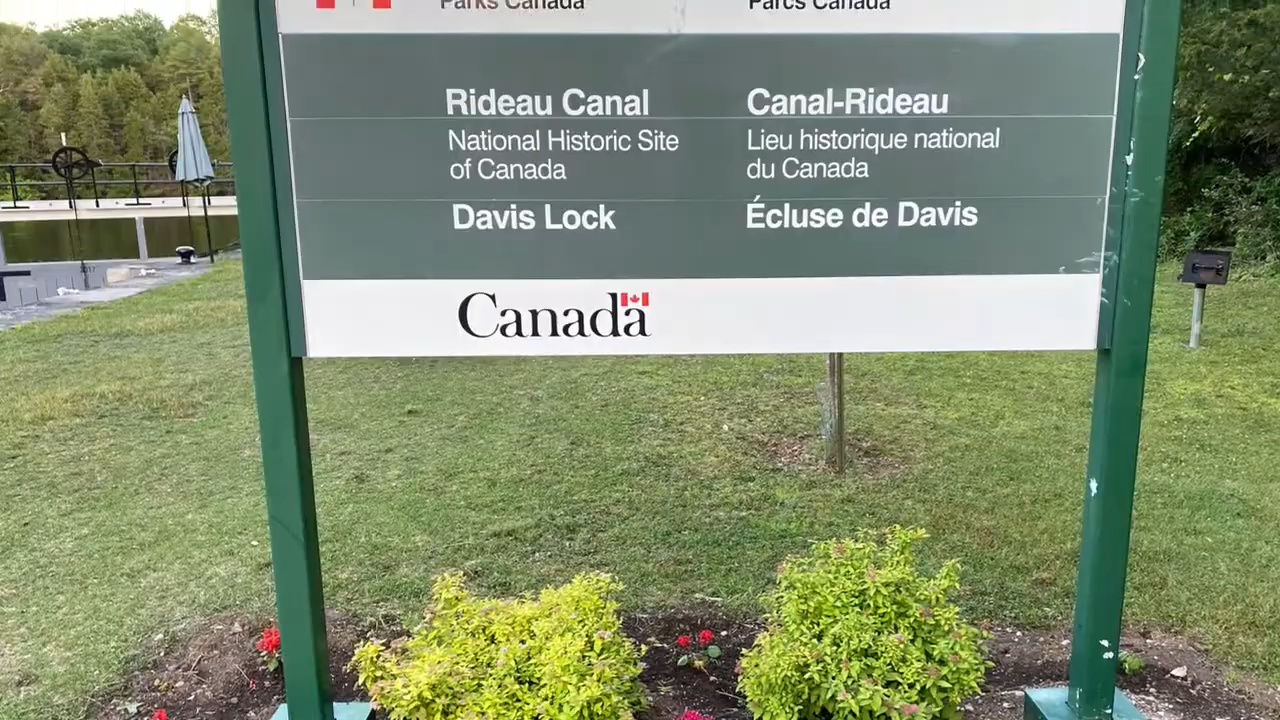 Parks Canada
Parcs Canada
Rideau Canal
National Historic Site
of Canada
Davis Lock
Canal-Rideau
Lieu historique national
du Canada
Écluse de Davis
Canada
2017